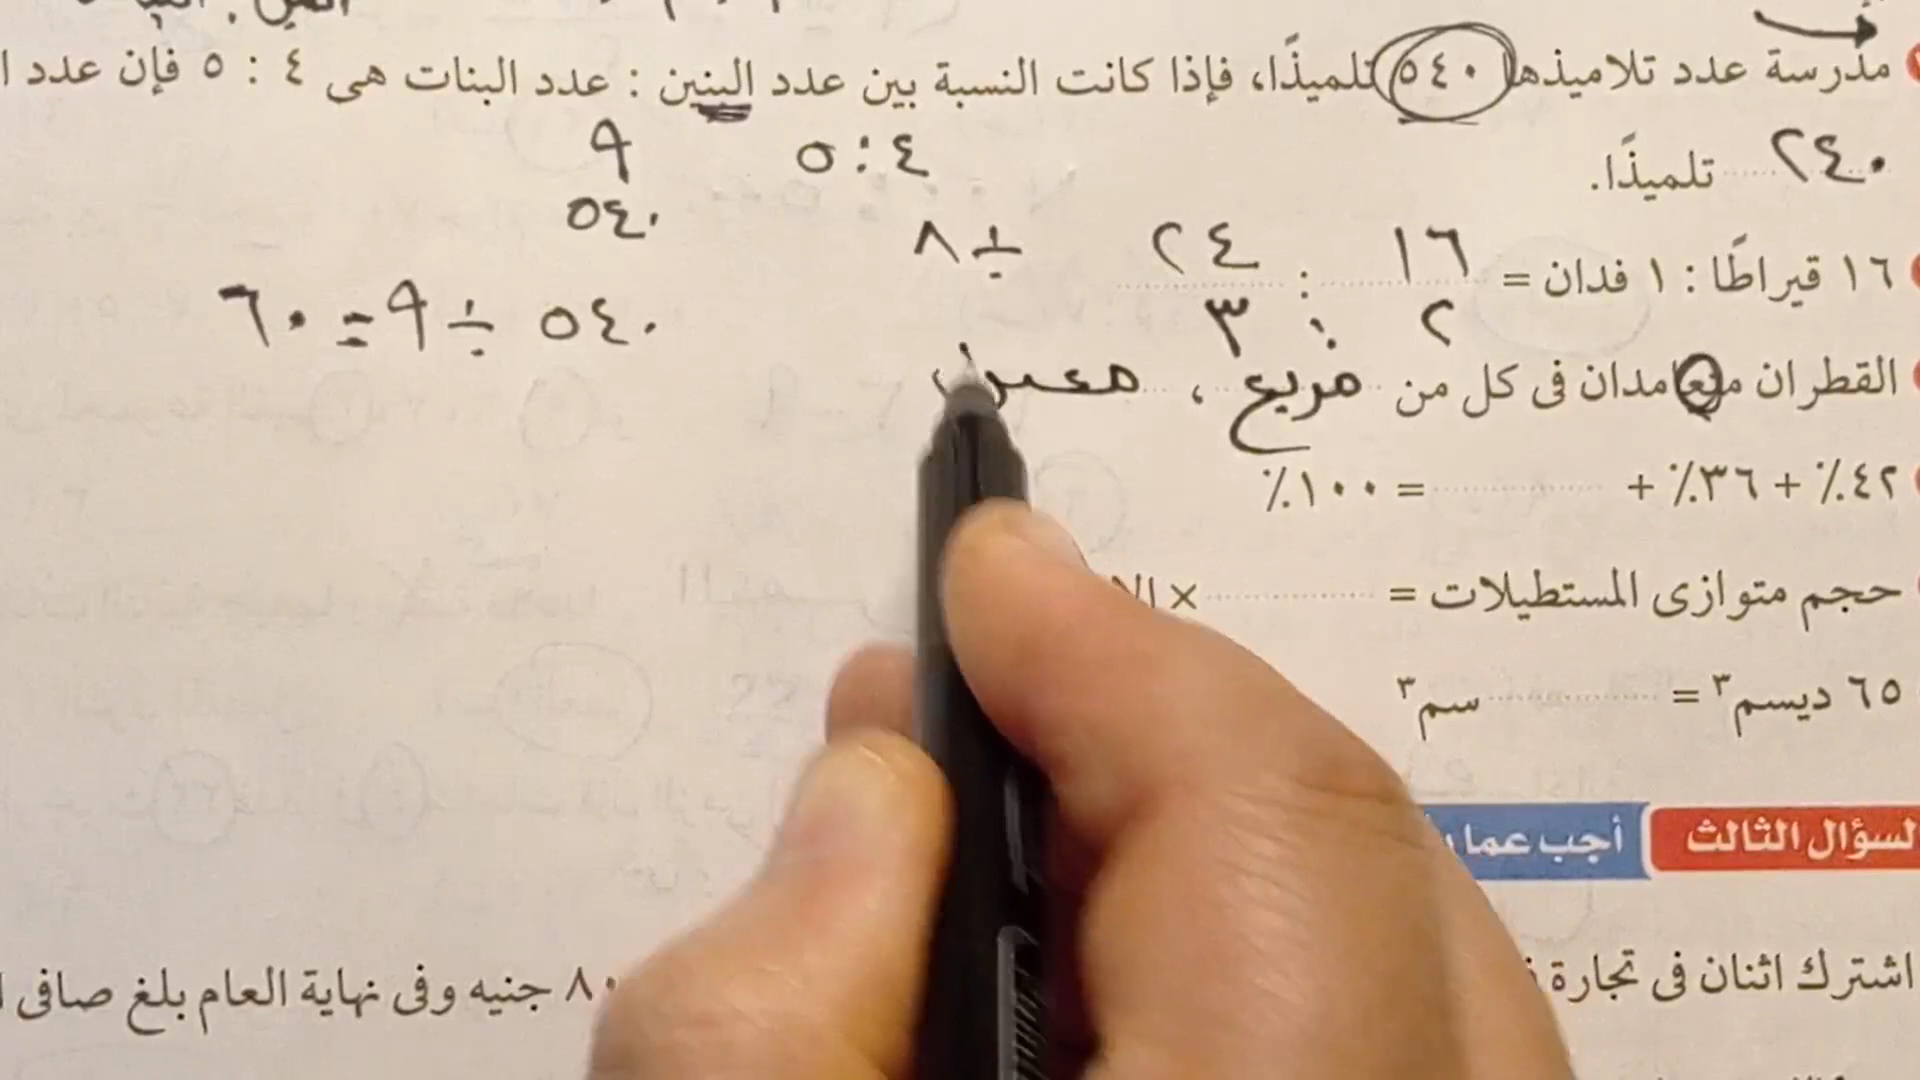 مدرسة عدد تلاميذها ٥٤٠ تلميذًا، فإذا كانت النسبة بين عدد البنين : عدد البنات هى ٤ : ٥ فإن عدد
٢٤٠ تلميذًا.
٤ : ٥
٩
٥٤٠
١٦ قيراطًا : ١ فدان = ١٦ : ٢٤
÷ ٨
٢ : ٣
٥٤٠ ÷ ٩ = ٦٠
القطران متعامدان فى كل من مربع ، معين
٤٢٪ + ٣٦٪ + = ١٠٠٪
حجم متوازى المستطيلات = ×
٦٥ ديسم٣ = سم٣
السؤال الثالث
أجب عما
اشترك اثنان فى تجارة
جنيه وفى نهاية العام بلغ صافى